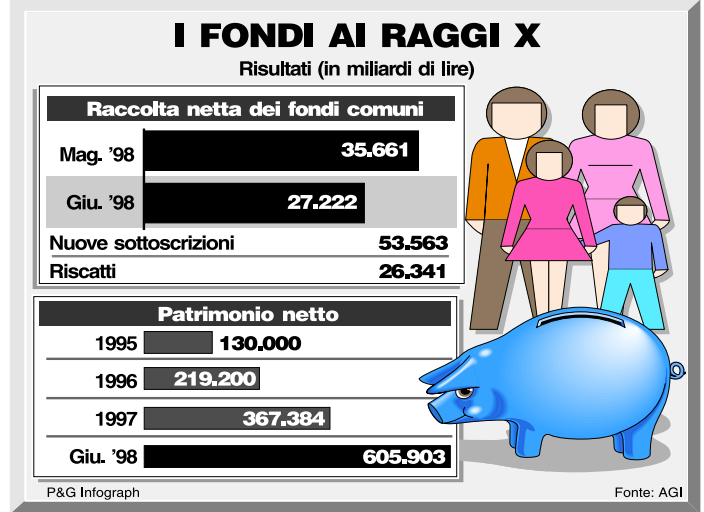 I FONDI AI RAGGI X
Risultati (in miliardi di lire)
Raccolta netta dei fondi comuni
Mag. '98 35.661
Giu. '98 27.222
Nuove sottoscrizioni 53.563
Riscatti 26.341
Patrimonio netto
1995 130.000
1996 219.200
1997 367.384
Giu. '98 605.903
P&G Infograph Fonte: AGI